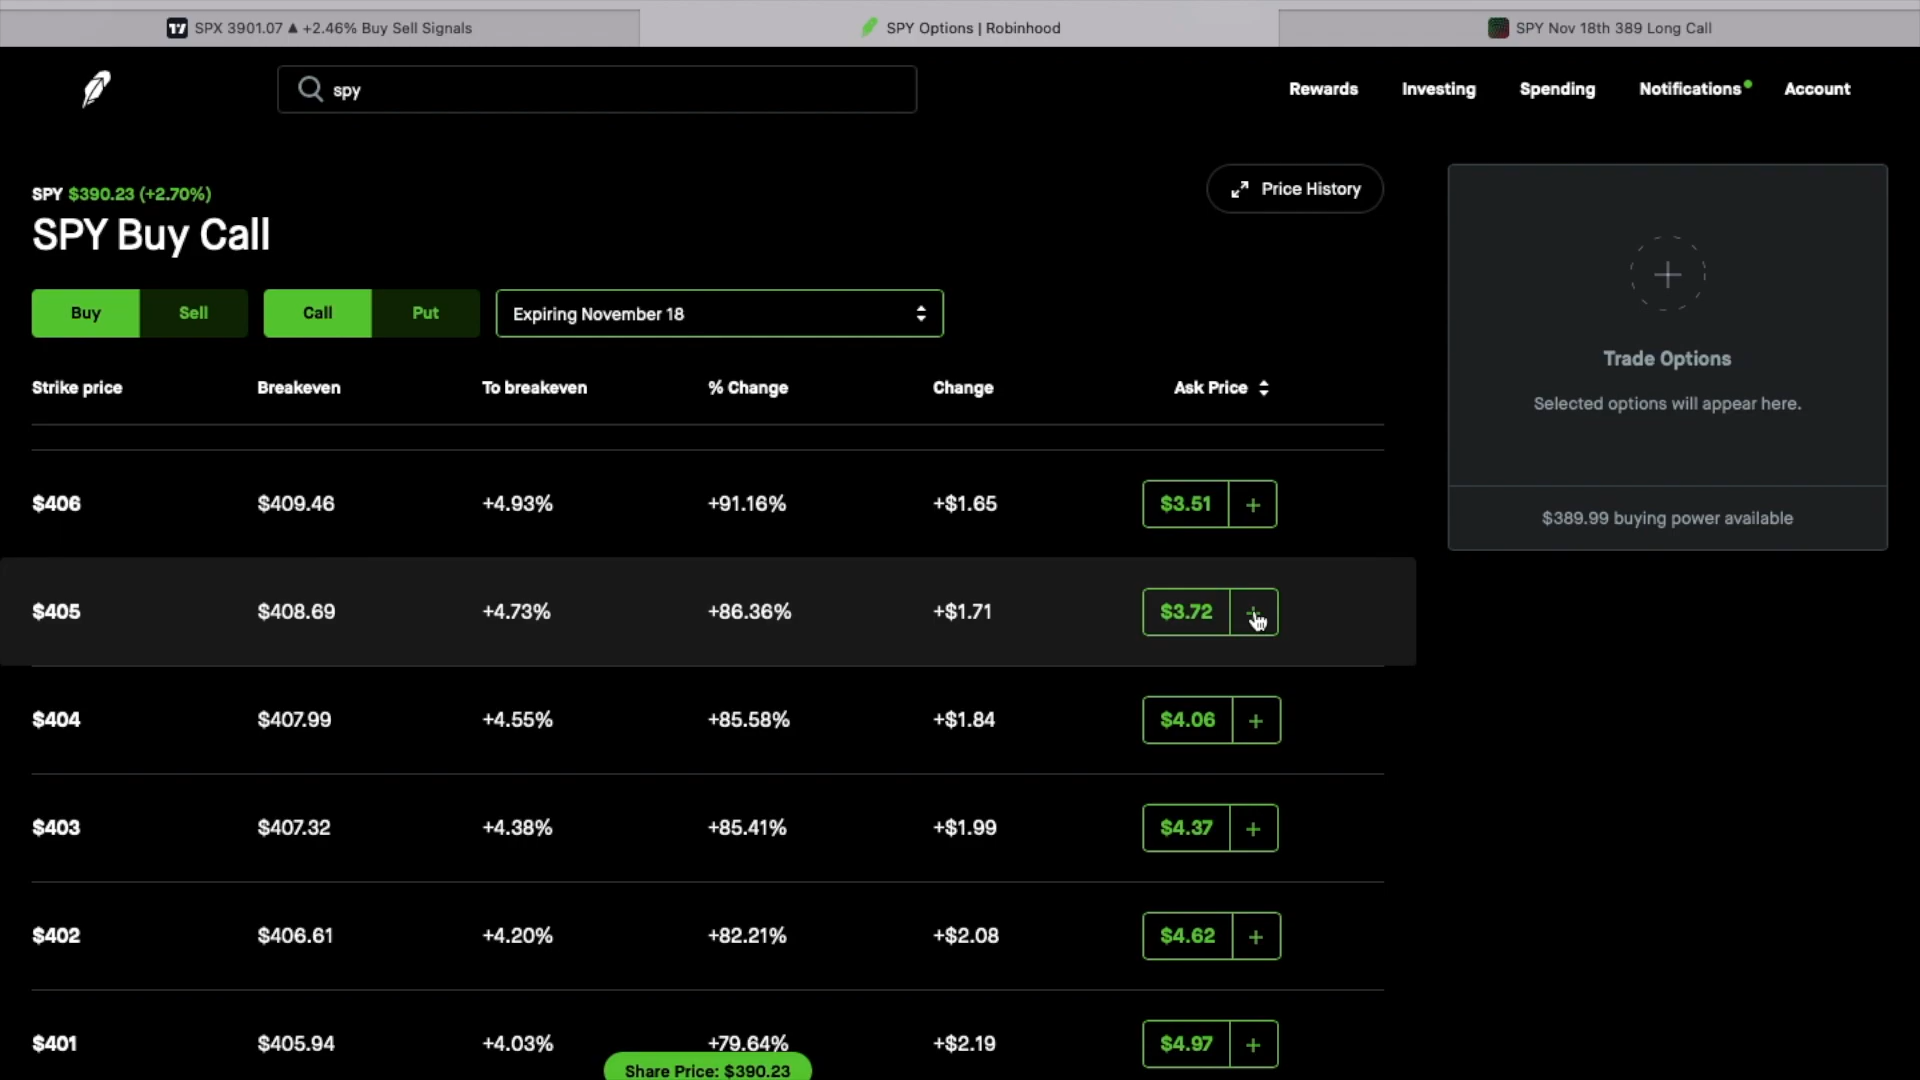 SPX 3901.07 ▲ +2.46% Buy Sell Signals
SPY Options | Robinhood
SPY Nov 18th 389 Long Call
spy
Rewards
Investing
Spending
Notifications
Account
SPY $390.23 (+2.70%)
SPY Buy Call
Price History
Buy
Sell
Call
Put
Expiring November 18
Strike price Breakeven To breakeven % Change Change Ask Price
$406 $409.46 +4.93% +91.16% +$1.65 $3.51 +
$405 $408.69 +4.73% +86.36% +$1.71 $3.72 +
$404 $407.99 +4.55% +85.58% +$1.84 $4.06 +
$403 $407.32 +4.38% +85.41% +$1.99 $4.37 +
$402 $406.61 +4.20% +82.21% +$2.08 $4.62 +
$401 $405.94 +4.03% +79.64% +$2.19 $4.97 +
Share Price: $390.23
Trade Options
Selected options will appear here.
$389.99 buying power available